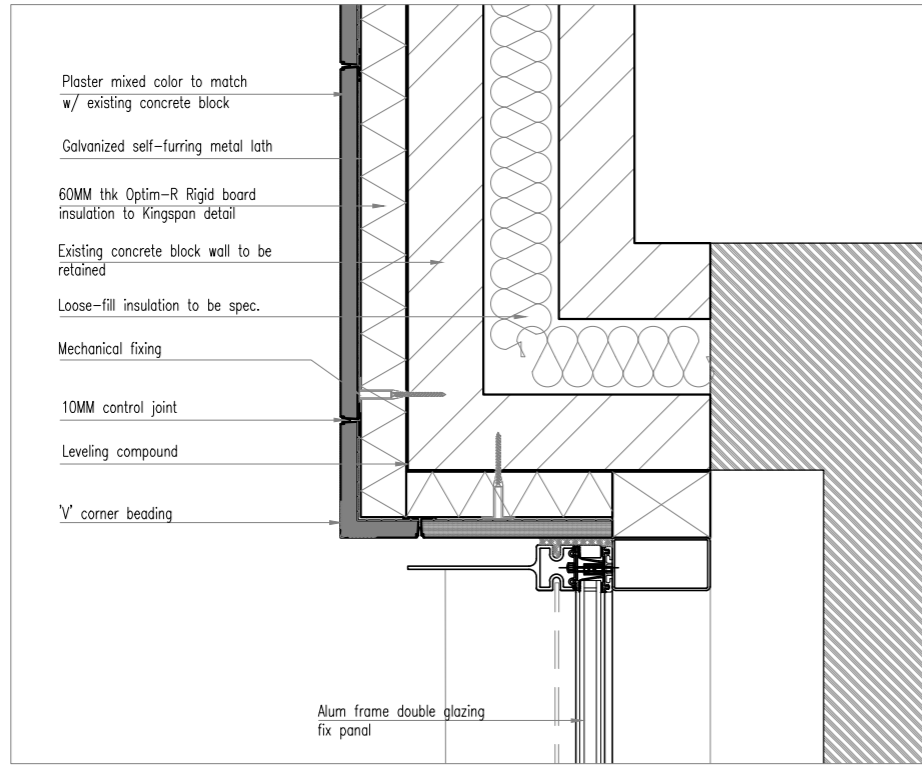 Plaster mixed color to match
w/ existing concrete block
Galvanized self-furring metal lath
60MM thk Optim-R Rigid board
insulation to Kingspan detail
Existing concrete block wall to be
retained
Loose-fill insulation to be spec.
Mechanical fixing
10MM control joint
Leveling compound
'V' corner beading
Alum frame double glazing
fix panal